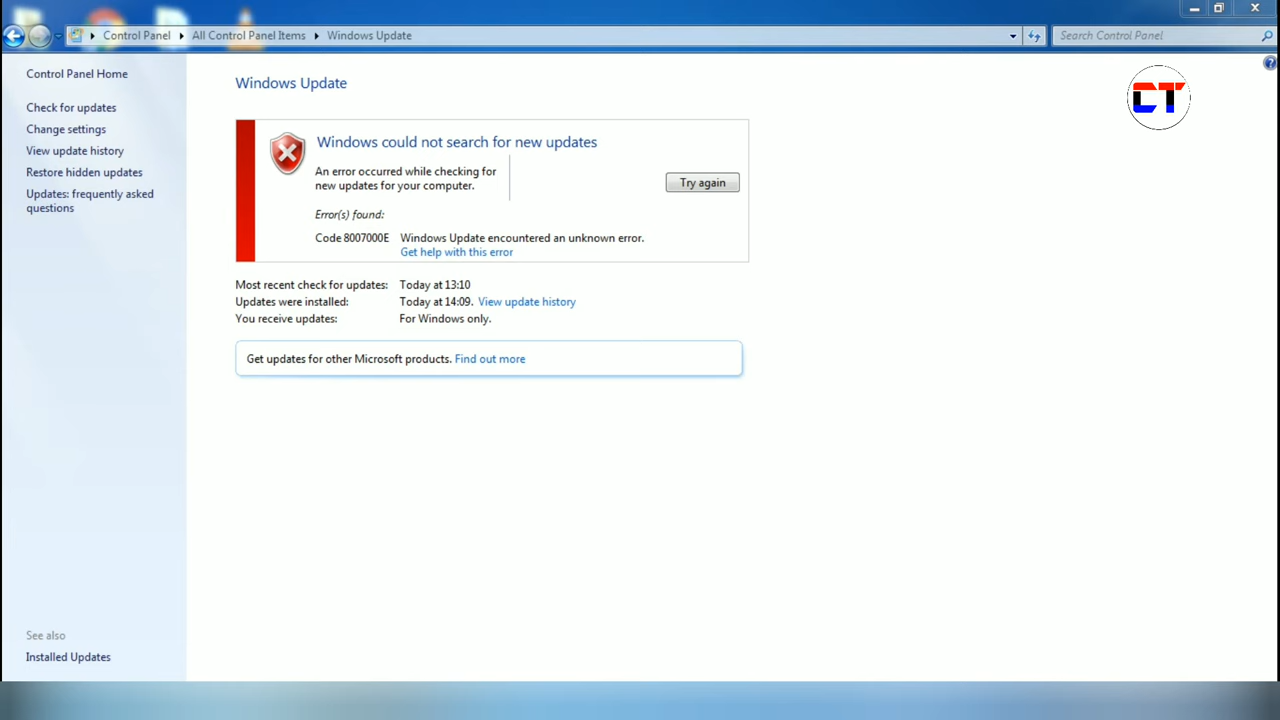 Control Panel
All Control Panel Items
Windows Update
Search Control Panel
Control Panel Home
Check for updates
Change settings
View update history
Restore hidden updates
Updates: frequently asked
questions
See also
Installed Updates
Windows Update
CT
Windows could not search for new updates
An error occurred while checking for
new updates for your computer.
Try again
Error(s) found:
Code 8007000E Windows Update encountered an unknown error.
Get help with this error
Most recent check for updates: Today at 13:10
Updates were installed: Today at 14:09. View update history
You receive updates: For Windows only.
Get updates for other Microsoft products. Find out more